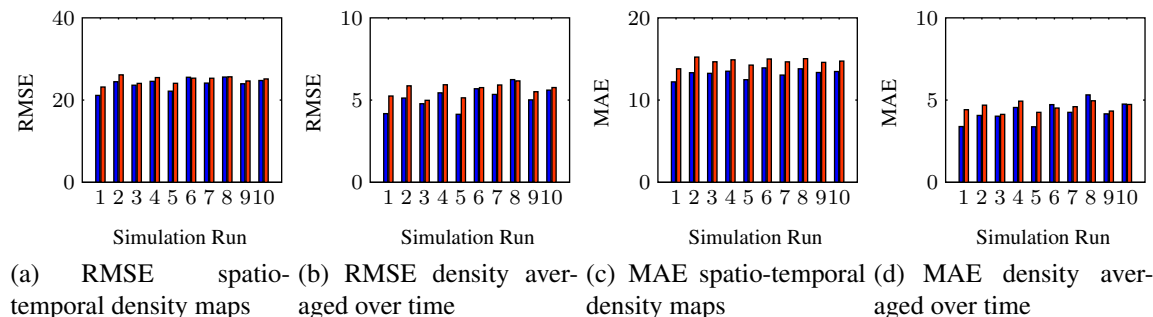 40
20
0
RMSE
1 2 3 4 5 6 7 8 9 10
Simulation Run
(a) RMSE spatio-
temporal density maps
10
5
0
RMSE
1 2 3 4 5 6 7 8 9 10
Simulation Run
(b) RMSE density aver-
aged over time
20
10
0
MAE
1 2 3 4 5 6 7 8 9 10
Simulation Run
(c) MAE spatio-temporal
density maps
10
5
0
MAE
1 2 3 4 5 6 7 8 9 10
Simulation Run
(d) MAE density aver-
aged over time